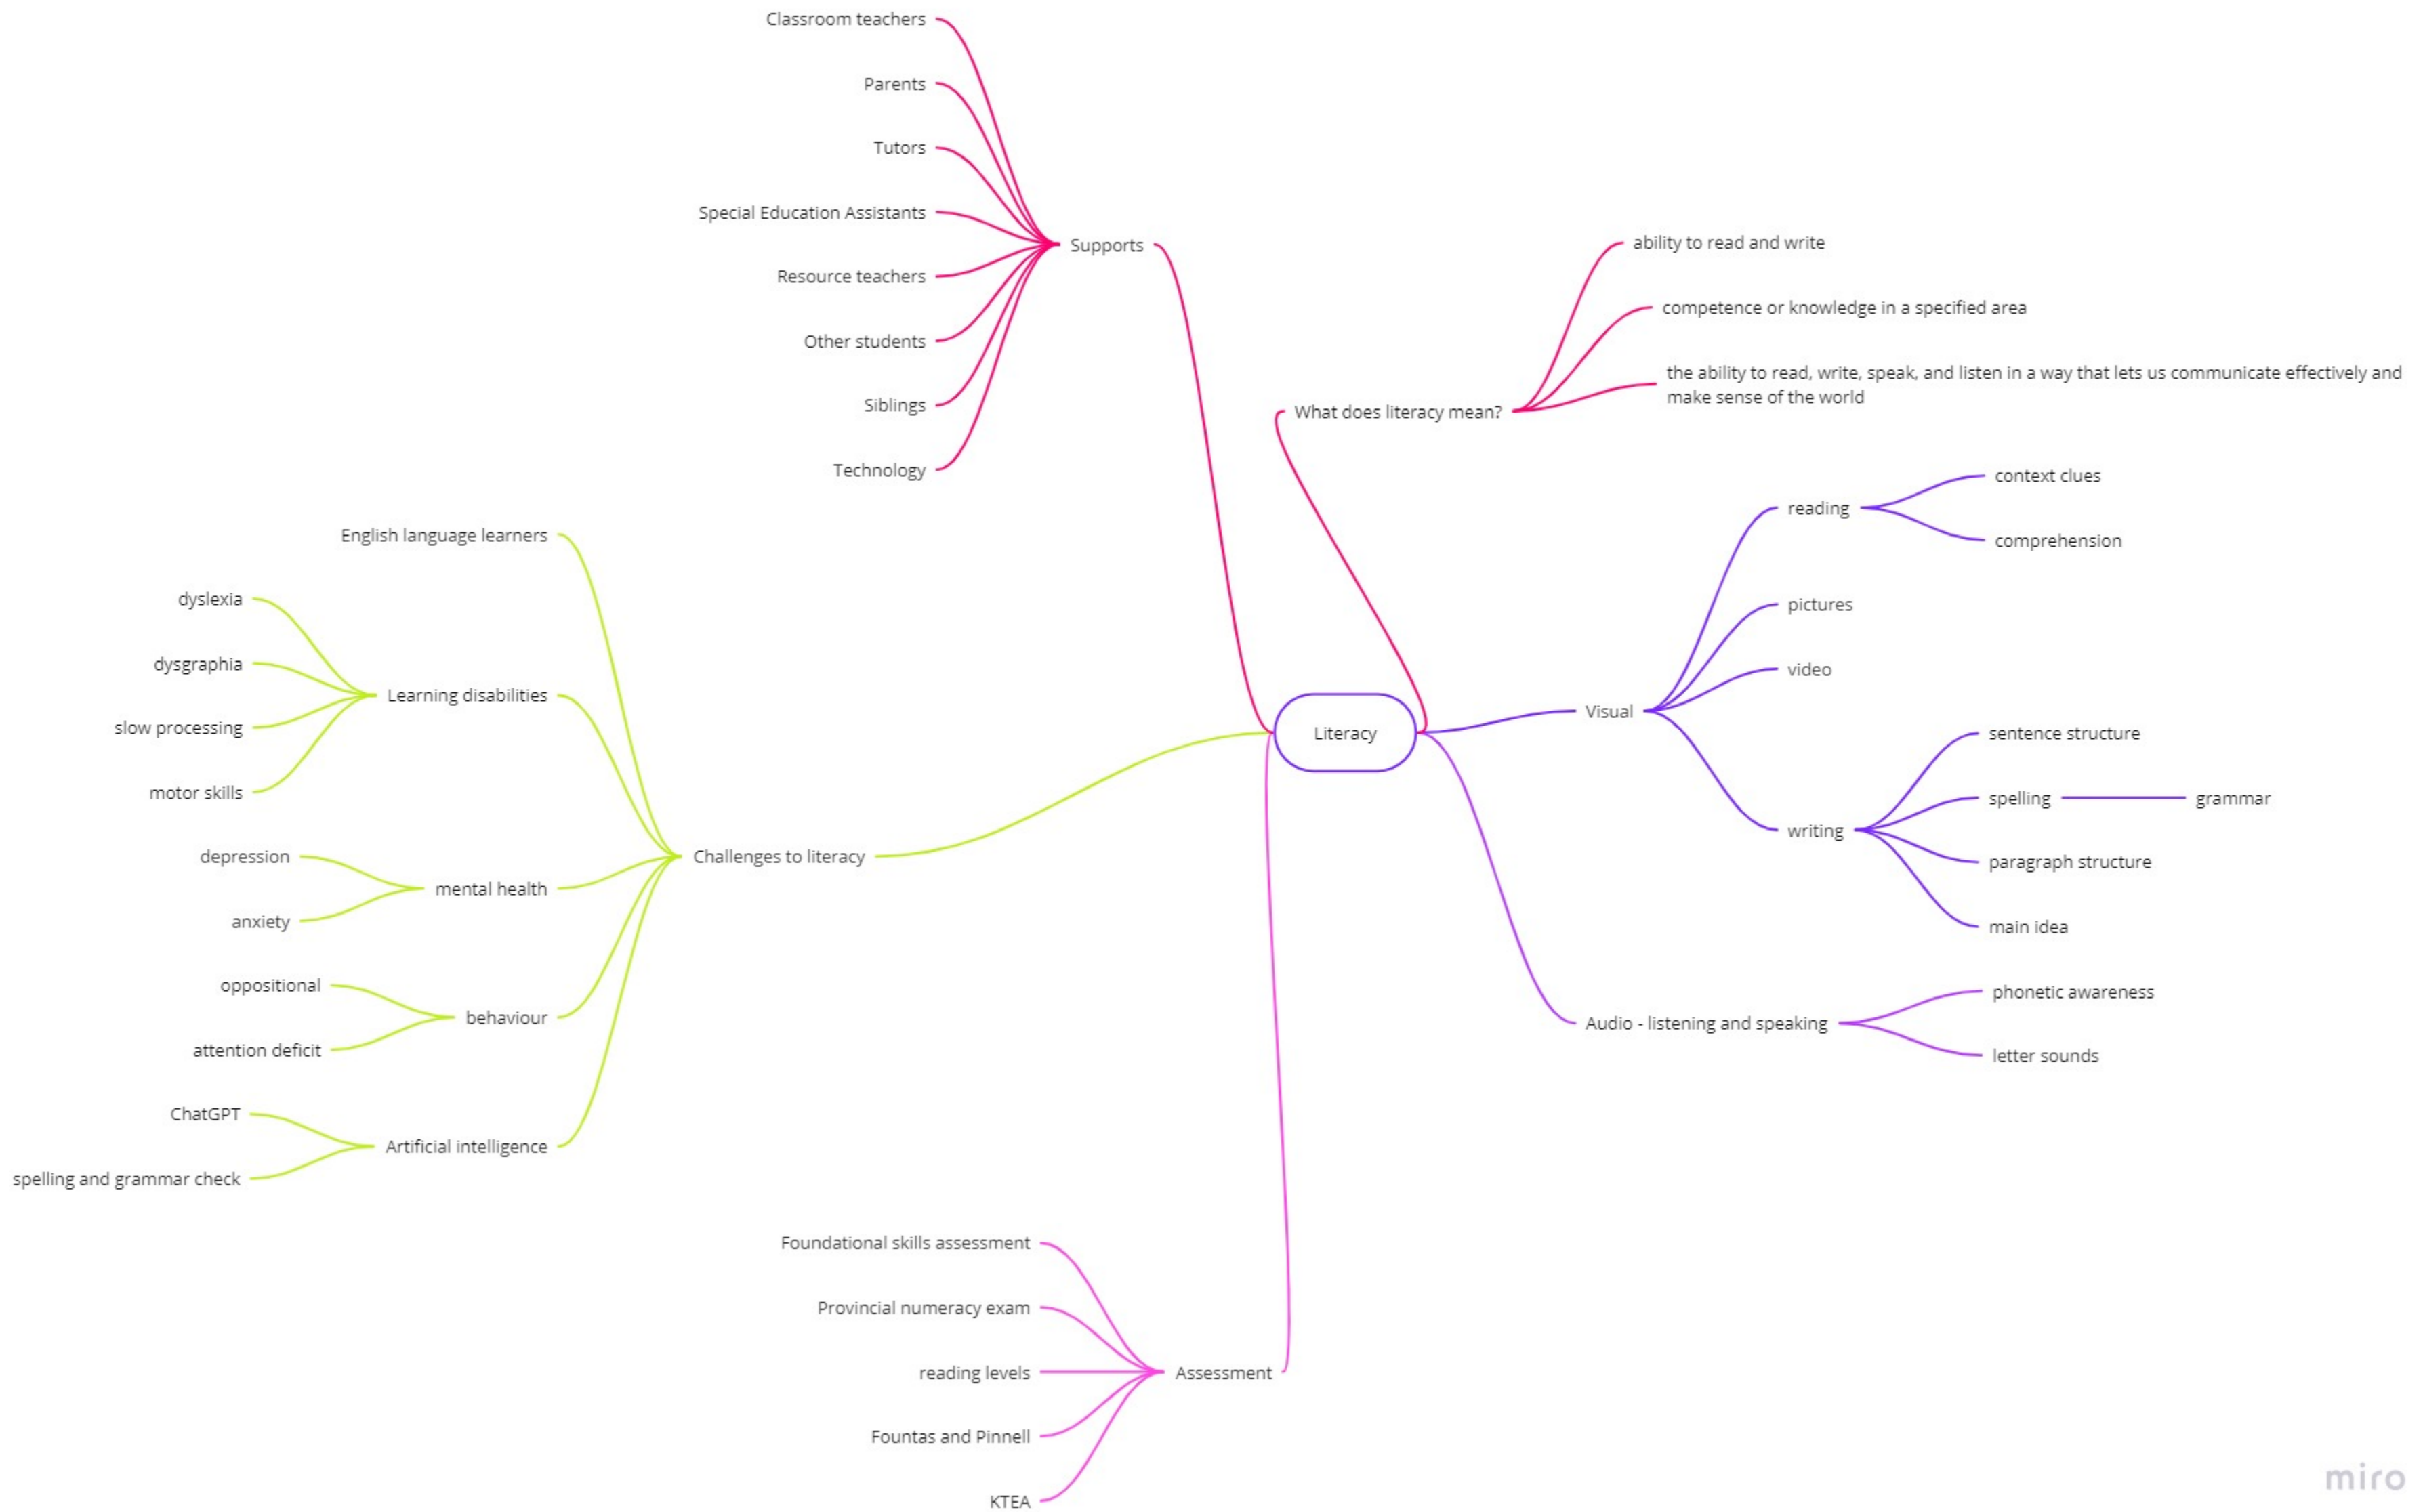 Classroom teachers
Parents
Tutors
Special Education Assistants
Resource teachers
Other students
Siblings
Technology
Supports
English language learners
dyslexia
dysgraphia
slow processing
motor skills
Learning disabilities
depression
anxiety
mental health
oppositional
attention deficit
behaviour
ChatGPT
spelling and grammar check
Artificial intelligence
Challenges to literacy
Foundational skills assessment
Provincial numeracy exam
reading levels
Fountas and Pinnell
KTEA
Assessment
Literacy
What does literacy mean?
ability to read and write
competence or knowledge in a specified area
the ability to read, write, speak, and listen in a way that lets us communicate effectively and
make sense of the world
Visual
reading
context clues
comprehension
pictures
video
writing
sentence structure
spelling
grammar
paragraph structure
main idea
Audio - listening and speaking
phonetic awareness
letter sounds
miro